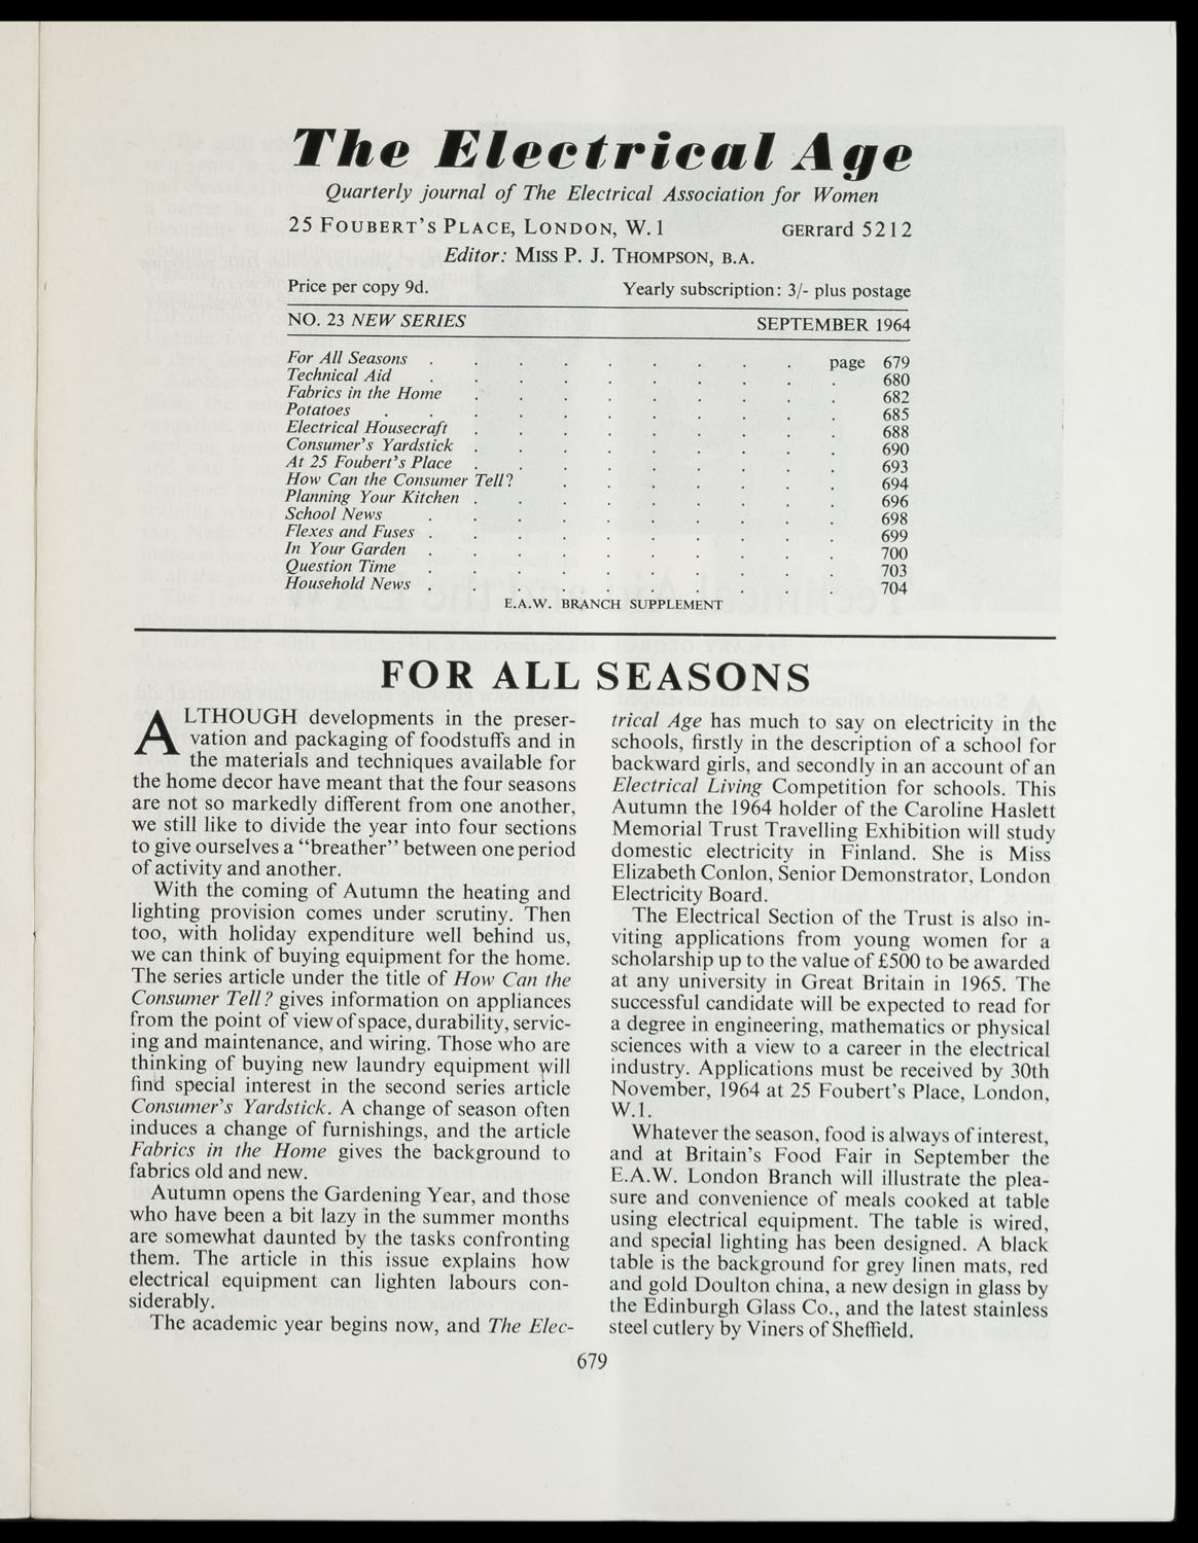 The Electrical Age
Quarterly journal of The Electrical Association for Women
25 FOUBERT'S PLACE, LONDON, W.1 GERrard 5212
Editor: MISS P. J. THOMPSON, B.A.
Price per copy 9d. Yearly subscription: 3/- plus postage
NO. 23 NEW SERIES SEPTEMBER 1964
For All Seasons . . . . . . . . . page 679
Technical Aid . . . . . . . . . . 680
Fabrics in the Home . . . . . . . . . 682
Potatoes . . . . . . . . . . . 685
Electrical Housecraft . . . . . . . . . 688
Consumer's Yardstick . . . . . . . . . 690
At 25 Foubert's Place . . . . . . . . . 693
How Can the Consumer Tell? . . . . . . . 694
Planning Your Kitchen . . . . . . . . . 696
School News . . . . . . . . . . 698
Flexes and Fuses . . . . . . . . . . 699
In Your Garden . . . . . . . . . . 700
Question Time . . . . . . . . . . 703
Household News . . . . . . . . . . 704
E.A.W. BRANCH SUPPLEMENT
FOR ALL SEASONS
ALTHOUGH developments in the preser-
vation and packaging of foodstuffs and in
the materials and techniques available for
the home decor have meant that the four seasons
are not so markedly different from one another,
we still like to divide the year into four sections
to give ourselves a "breather" between one period
of activity and another.
With the coming of Autumn the heating and
lighting provision comes under scrutiny. Then
too, with holiday expenditure well behind us,
we can think of buying equipment for the home.
The series article under the title of How Can the
Consumer Tell? gives information on appliances
from the point of view of space, durability, servic-
ing and maintenance, and wiring. Those who are
thinking of buying new laundry equipment will
find special interest in the second series article
Consumer's Yardstick. A change of season often
induces a change of furnishings, and the article
Fabrics in the Home gives the background to
fabrics old and new.
Autumn opens the Gardening Year, and those
who have been a bit lazy in the summer months
are somewhat daunted by the tasks confronting
them. The article in this issue explains how
electrical equipment can lighten labours con-
siderably.
The academic year begins now, and The Elec-
trical Age has much to say on electricity in the
schools, firstly in the description of a school for
backward girls, and secondly in an account of an
Electrical Living Competition for schools. This
Autumn the 1964 holder of the Caroline Haslett
Memorial Trust Travelling Exhibition will study
domestic electricity in Finland. She is Miss
Elizabeth Conlon, Senior Demonstrator, London
Electricity Board.
The Electrical Section of the Trust is also in-
viting applications from young women for a
scholarship up to the value of £500 to be awarded
at any university in Great Britain in 1965. The
successful candidate will be expected to read for
a degree in engineering, mathematics or physical
sciences with a view to a career in the electrical
industry. Applications must be received by 30th
November, 1964 at 25 Foubert's Place, London,
W.1.
Whatever the season, food is always of interest,
and at Britain's Food Fair in September the
E.A.W. London Branch will illustrate the plea-
sure and convenience of meals cooked at table
using electrical equipment. The table is wired,
and special lighting has been designed. A black
table is the background for grey linen mats, red
and gold Doulton china, a new design in glass by
the Edinburgh Glass Co., and the latest stainless
steel cutlery by Viners of Sheffield.
679